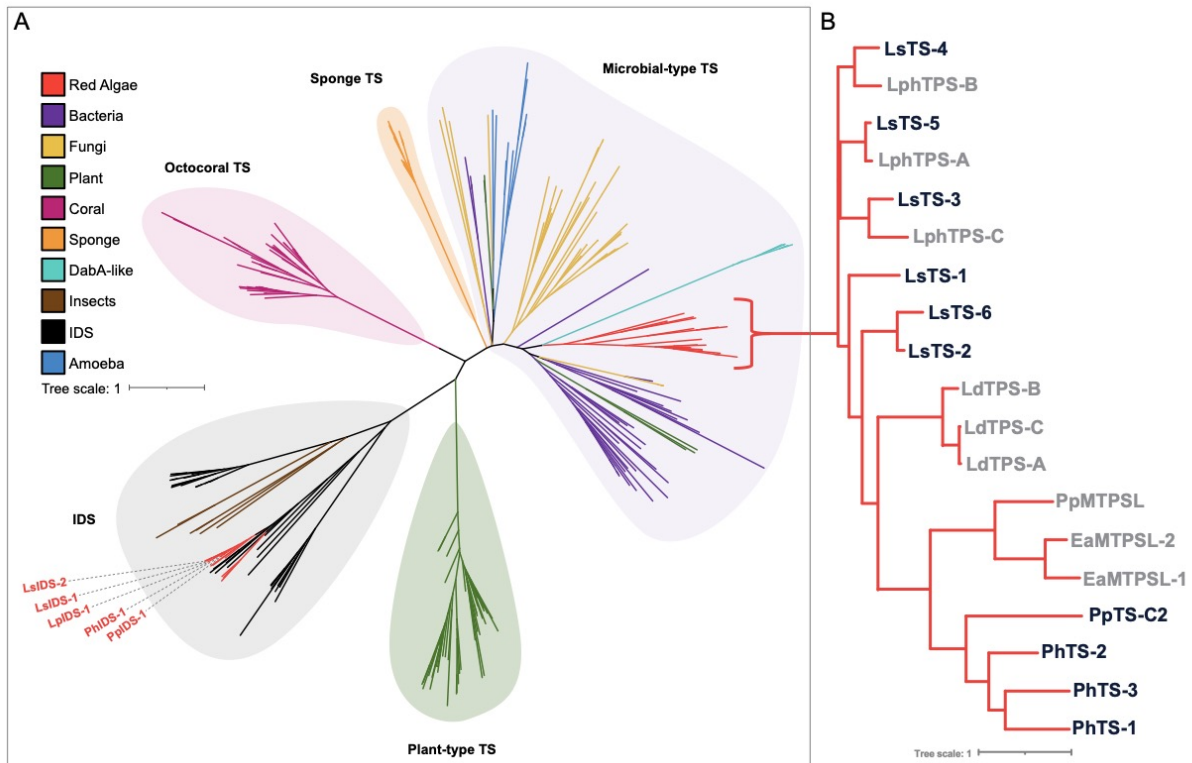 A
Red Algae
Bacteria
Fungi
Plant
Coral
Sponge
DabA-like
Insects
IDS
Amoeba
Tree scale: 1
Sponge TS
Microbial-type TS
Octocoral TS
IDS
LsIDS-2
LsIDS-1
LpIDS-1
PhIDS-1
PpIDS-1
Plant-type TS
B
LsTS-4
LphTPS-B
LsTS-5
LphTPS-A
LsTS-3
LphTPS-C
LsTS-1
LsTS-6
LsTS-2
LdTPS-B
LdTPS-C
LdTPS-A
PpMTPSL
EaMTPSL-2
EaMTPSL-1
PpTS-C2
PhTS-2
PhTS-3
PhTS-1
Tree scale: 1